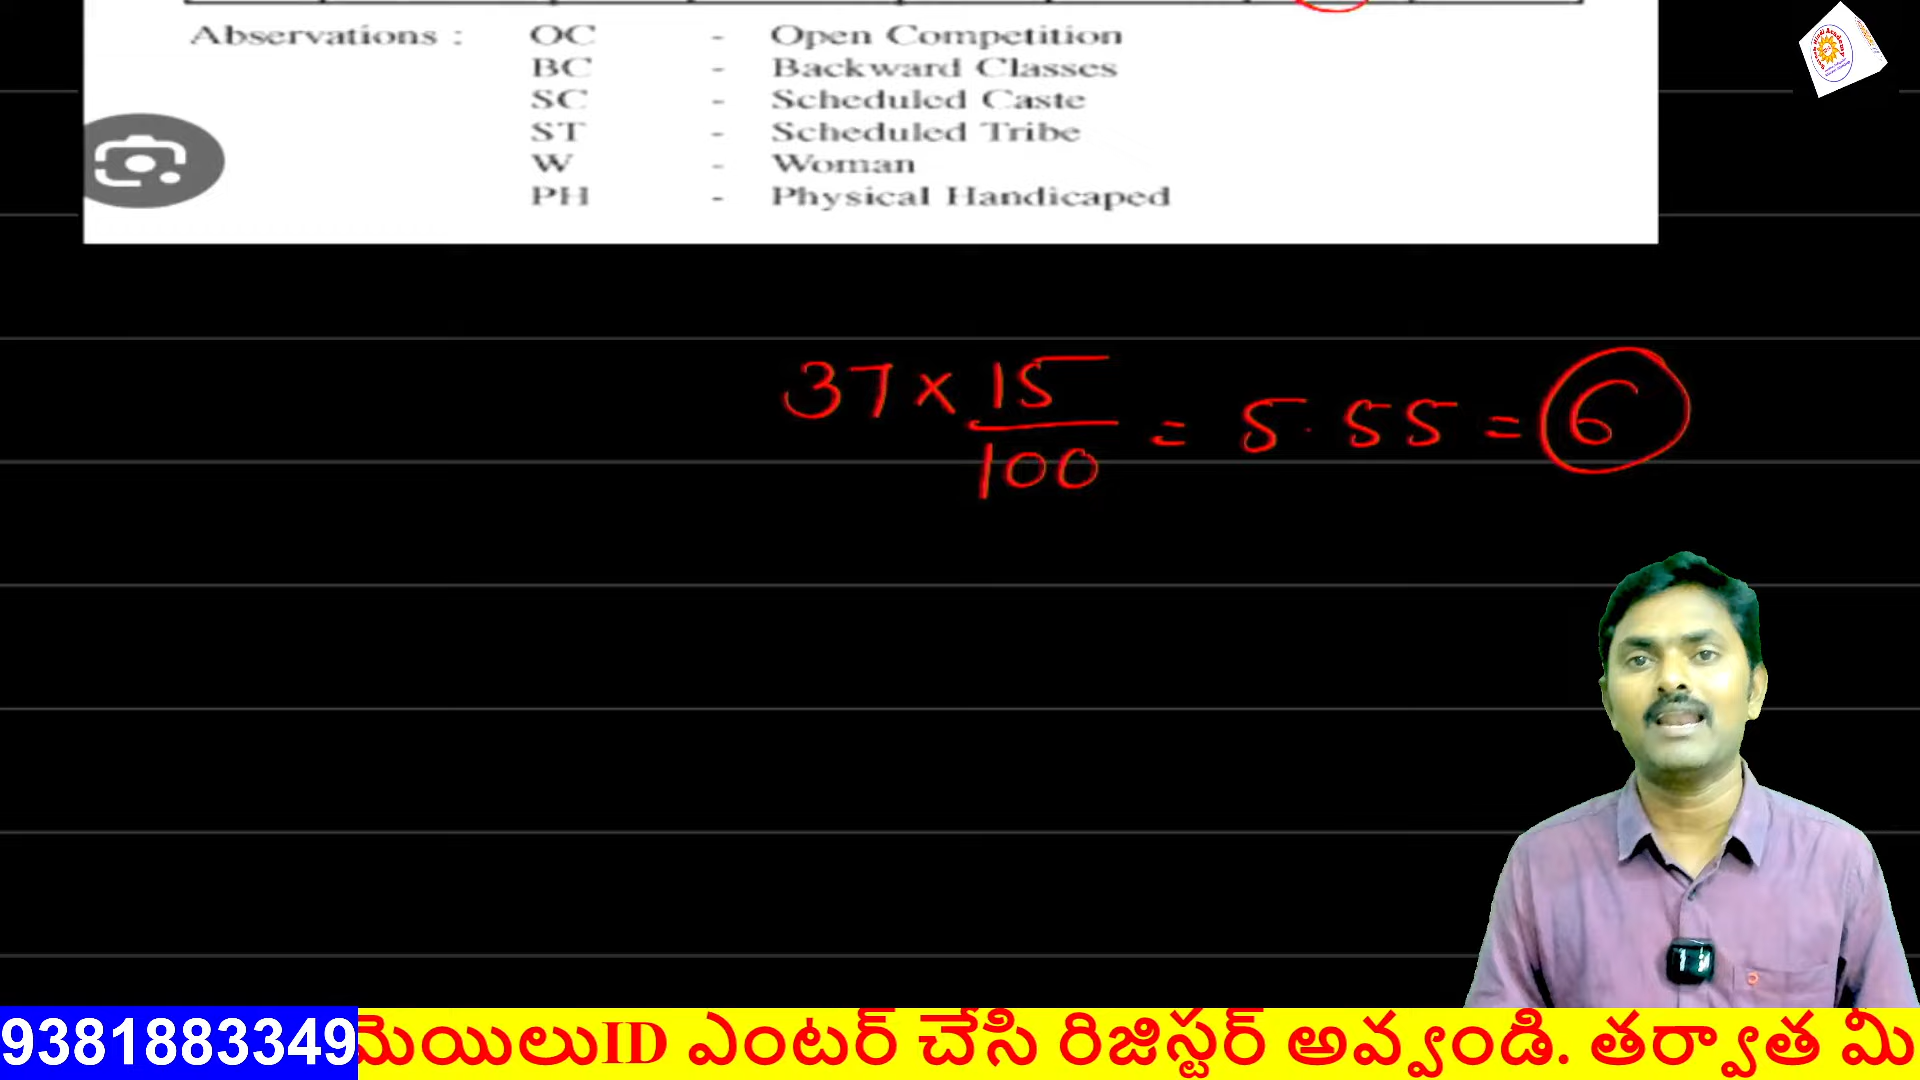 Abservations : OC - Open Competition
BC - Backward Classes
SC - Scheduled Caste
ST - Scheduled Tribe
W - Woman
PH - Physical Handicaped
37 × 15/100 = 5.55 = 6
9381883349 మెయిలుID ఎంటర్ చేసి రిజిస్టర్ అవ్వండి. తర్వాత మీ